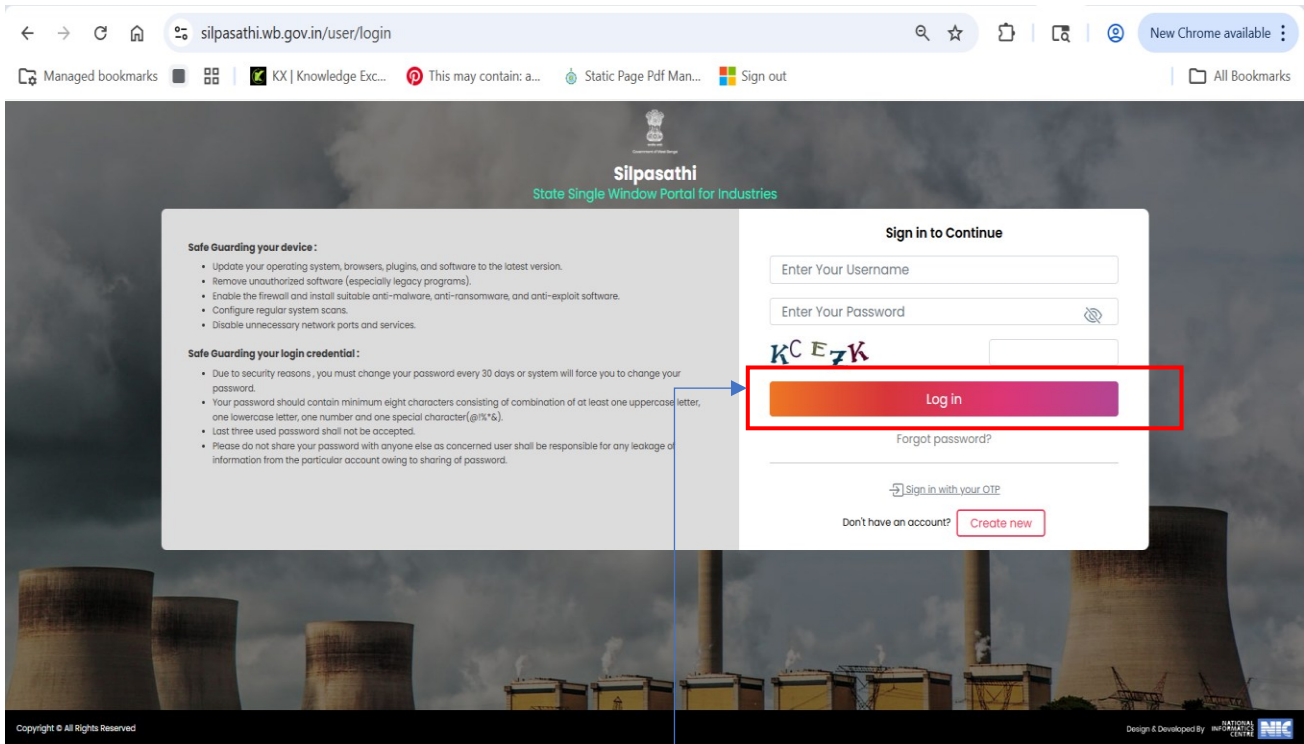 silpasathi.wb.gov.in/user/login
New Chrome available
Managed bookmarks
KX | Knowledge Exc...
This may contain: a...
Static Page Pdf Man...
Sign out
All Bookmarks
Silpasathi
State Single Window Portal for Industries
Safe Guarding your device :
• Update your operating system, browsers, plugins, and software to the latest version.
• Remove unauthorized software (especially legacy programs).
• Enable the firewall and install suitable anti-malware, anti-ransomware, and anti-exploit software.
• Configure regular system scans.
• Disable unnecessary network ports and services.
Safe Guarding your login credential :
• Due to security reasons , you must change your password every 30 days or system will force you to change your
password.
• Your password should contain minimum eight characters consisting of combination of at least one uppercase letter,
one lowercase letter, one number and one special character(@!%*&).
• Last three used password shall not be accepted.
• Please do not share your password with anyone else as concerned user shall be responsible for any leakage of
information from the particular account owing to sharing of password.
Sign in to Continue
Enter Your Username
Enter Your Password
KCEZK
Log in
Forgot password?
Sign in with your OTP
Don't have an account? Create new
Copyright © All Rights Reserved
Design & Developed By
NATIONAL
INFORMATICS
CENTRE
NIC